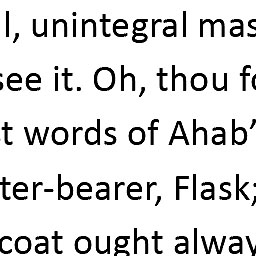 l, unintegral mas
see it. Oh, thou fo
t words of Ahab’
ter-bearer, Flask;
coat ought alway